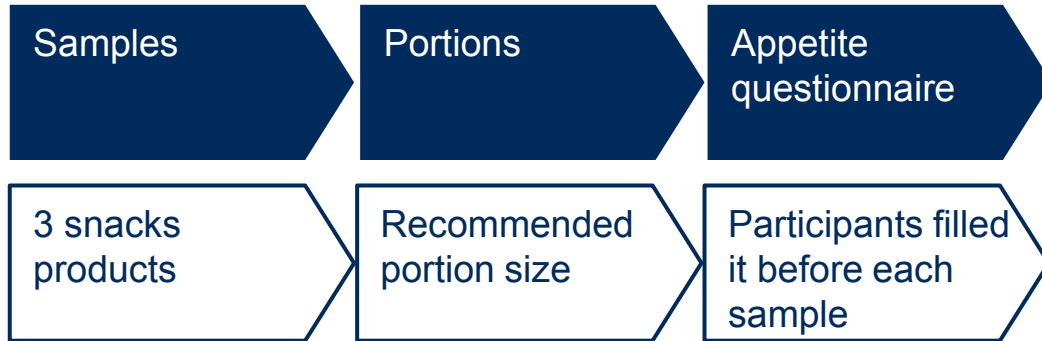 Samples
Portions
Appetite
questionnaire
3 snacks
products
Recommended
portion size
Participants filled
it before each
sample